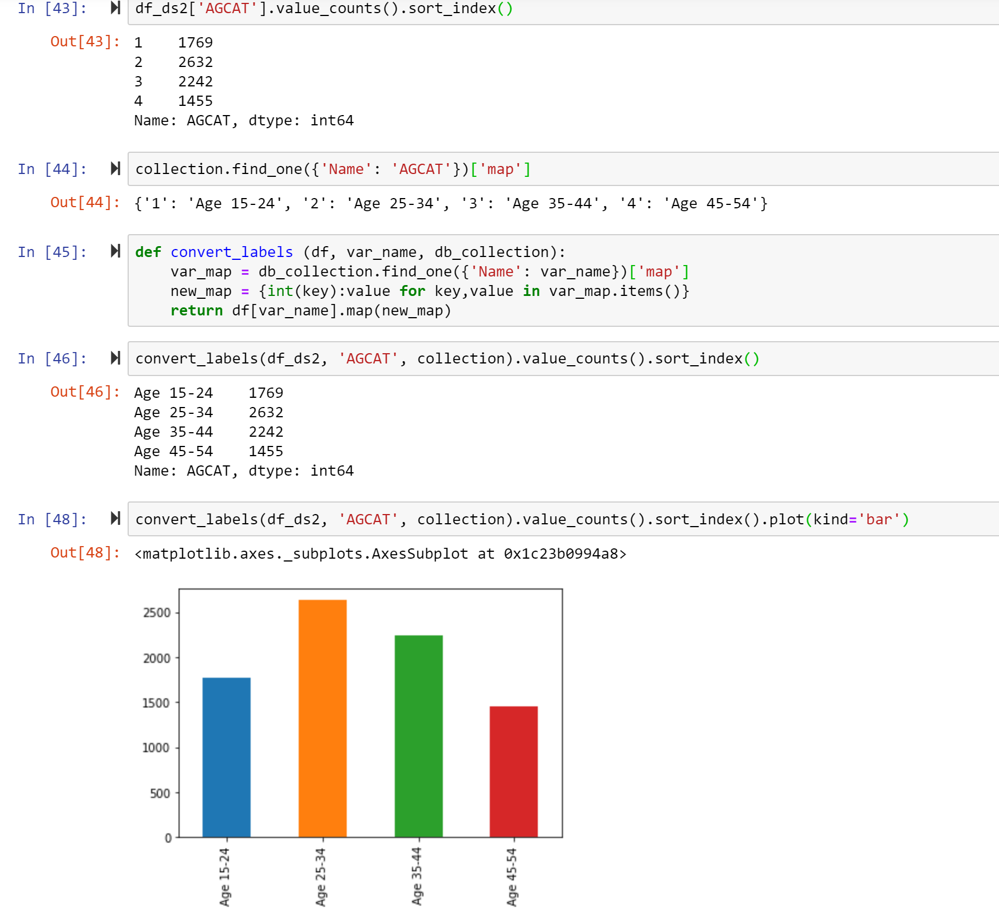 In [43]: df_ds2['AGCAT'].value_counts().sort_index()
Out[43]: 1    1769
2    2632
3    2242
4    1455
Name: AGCAT, dtype: int64
In [44]: collection.find_one({'Name': 'AGCAT'})['map']
Out[44]: {'1': 'Age 15-24', '2': 'Age 25-34', '3': 'Age 35-44', '4': 'Age 45-54'}
In [45]: def convert_labels (df, var_name, db_collection):
    var_map = db_collection.find_one({'Name': var_name})['map']
    new_map = {int(key):value for key,value in var_map.items()}
    return df[var_name].map(new_map)
In [46]: convert_labels(df_ds2, 'AGCAT', collection).value_counts().sort_index()
Out[46]: Age 15-24    1769
Age 25-34    2632
Age 35-44    2242
Age 45-54    1455
Name: AGCAT, dtype: int64
In [48]: convert_labels(df_ds2, 'AGCAT', collection).value_counts().sort_index().plot(kind='bar')
Out[48]: <matplotlib.axes._subplots.AxesSubplot at 0x1c23b0994a8>
2500
2000
1500
1000
500
0
Age 15-24
Age 25-34
Age 35-44
Age 45-54